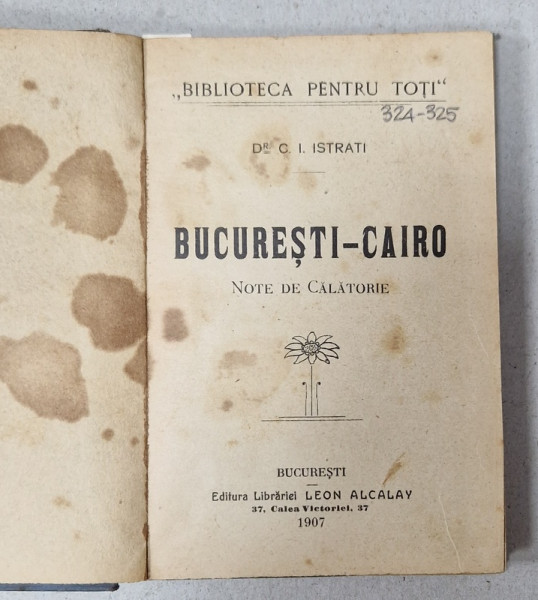 „BIBLIOTECA PENTRU TOȚI“
324-325
DR. C. I. ISTRATI
BUCUREȘTI–CAIRO
NOTE DE CĂLĂTORIE
BUCUREȘTI
Editura Librăriei LEON ALCALAY
37, Calea Victoriei, 37
1907